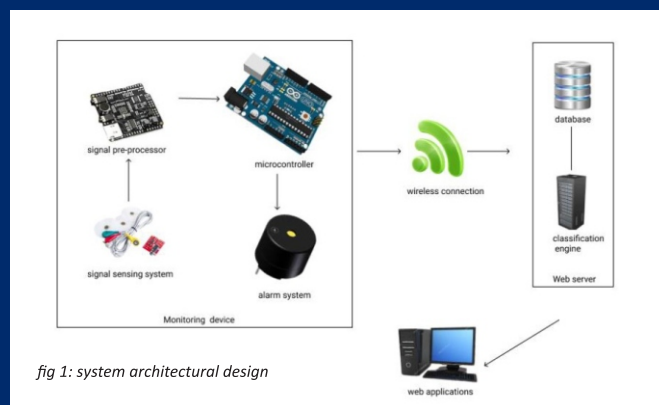 signal pre-processor
microcontroller
signal sensing system
alarm system
Monitoring device
wireless connection
database
classification
engine
Web server
web applications
fig 1: system architectural design